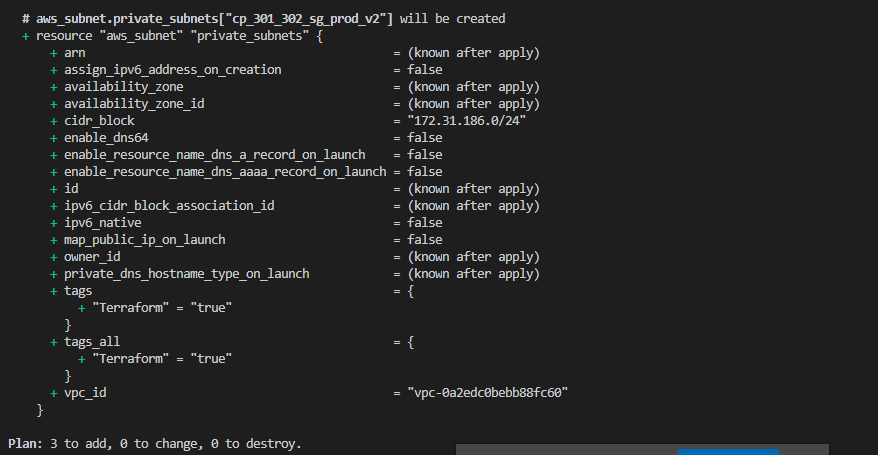 # aws_subnet.private_subnets["cp_301_302_sg_prod_v2"] will be created
+ resource "aws_subnet" "private_subnets" {
+ arn = (known after apply)
+ assign_ipv6_address_on_creation = false
+ availability_zone = (known after apply)
+ availability_zone_id = (known after apply)
+ cidr_block = "172.31.186.0/24"
+ enable_dns64 = false
+ enable_resource_name_dns_a_record_on_launch = false
+ enable_resource_name_dns_aaaa_record_on_launch = false
+ id = (known after apply)
+ ipv6_cidr_block_association_id = (known after apply)
+ ipv6_native = false
+ map_public_ip_on_launch = false
+ owner_id = (known after apply)
+ private_dns_hostname_type_on_launch = (known after apply)
+ tags = {
+ "Terraform" = "true"
}
+ tags_all = {
+ "Terraform" = "true"
}
+ vpc_id = "vpc-0a2edc0bebb88fc60"
}
Plan: 3 to add, 0 to change, 0 to destroy.